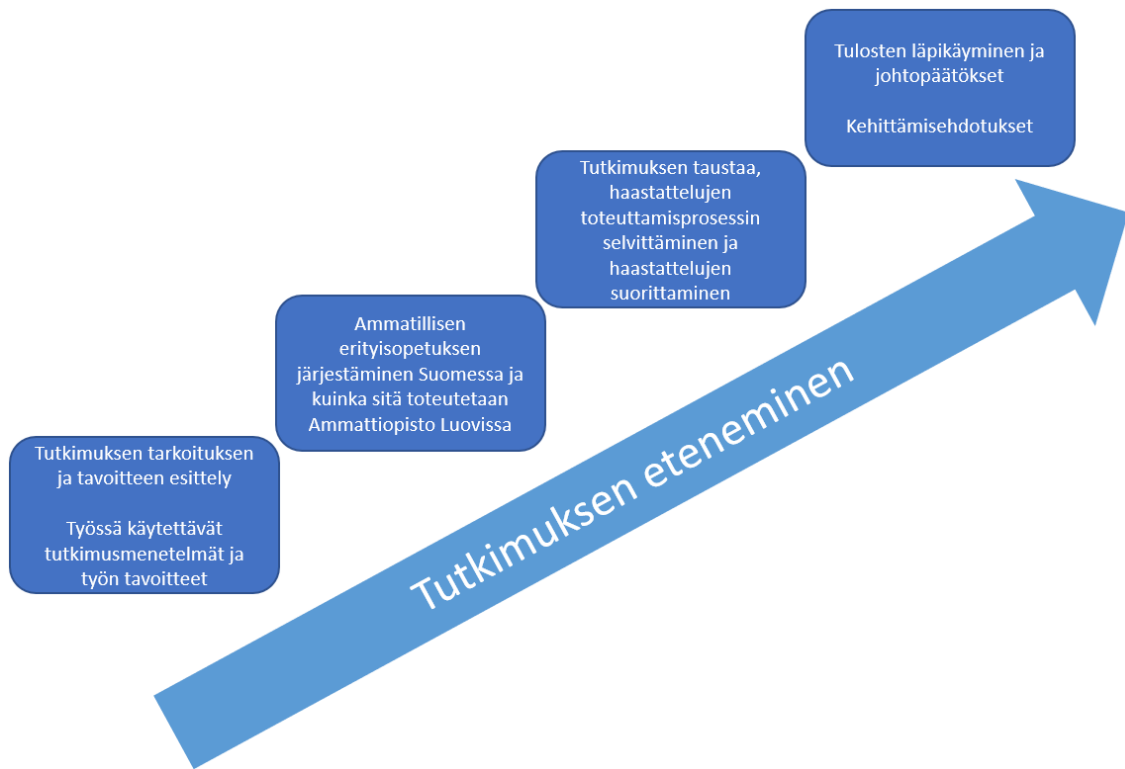 Tulosten läpikäyminen ja
johtopäätökset
Kehittämisehdotukset
Tutkimuksen taustaa,
haastattelujen
toteuttamisprosessin
selvittäminen ja
haastattelujen
suorittaminen
Ammatillisen
erityisopetuksen
järjestäminen Suomessa ja
kuinka sitä toteutetaan
Ammattiopisto Luovissa
Tutkimuksen tarkoituksen
ja tavoitteen esittely
Työssä käytettävät
tutkimusmenetelmät ja
työn tavoitteet
Tutkimuksen eteneminen